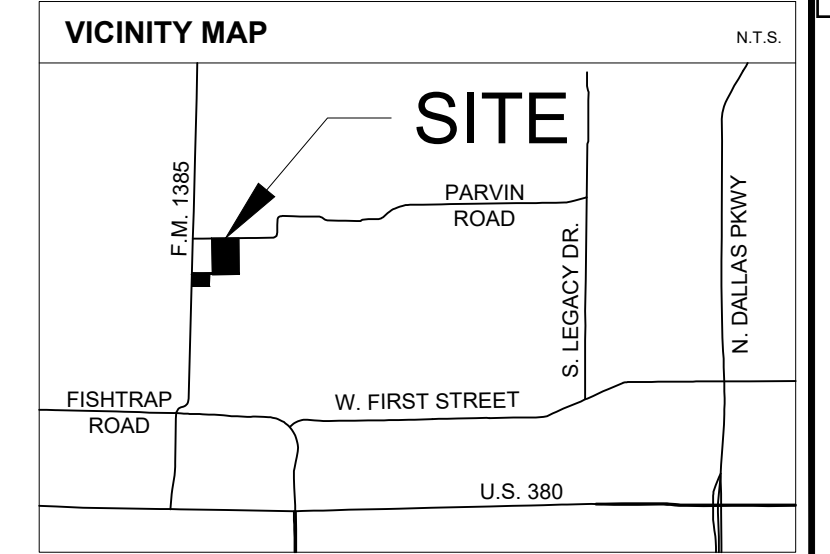 VICINITY MAP
N.T.S.
SITE
F.M. 1385
PARVIN
ROAD
S. LEGACY DR.
N. DALLAS PKWY
FISHTRAP
ROAD
W. FIRST STREET
U.S. 380